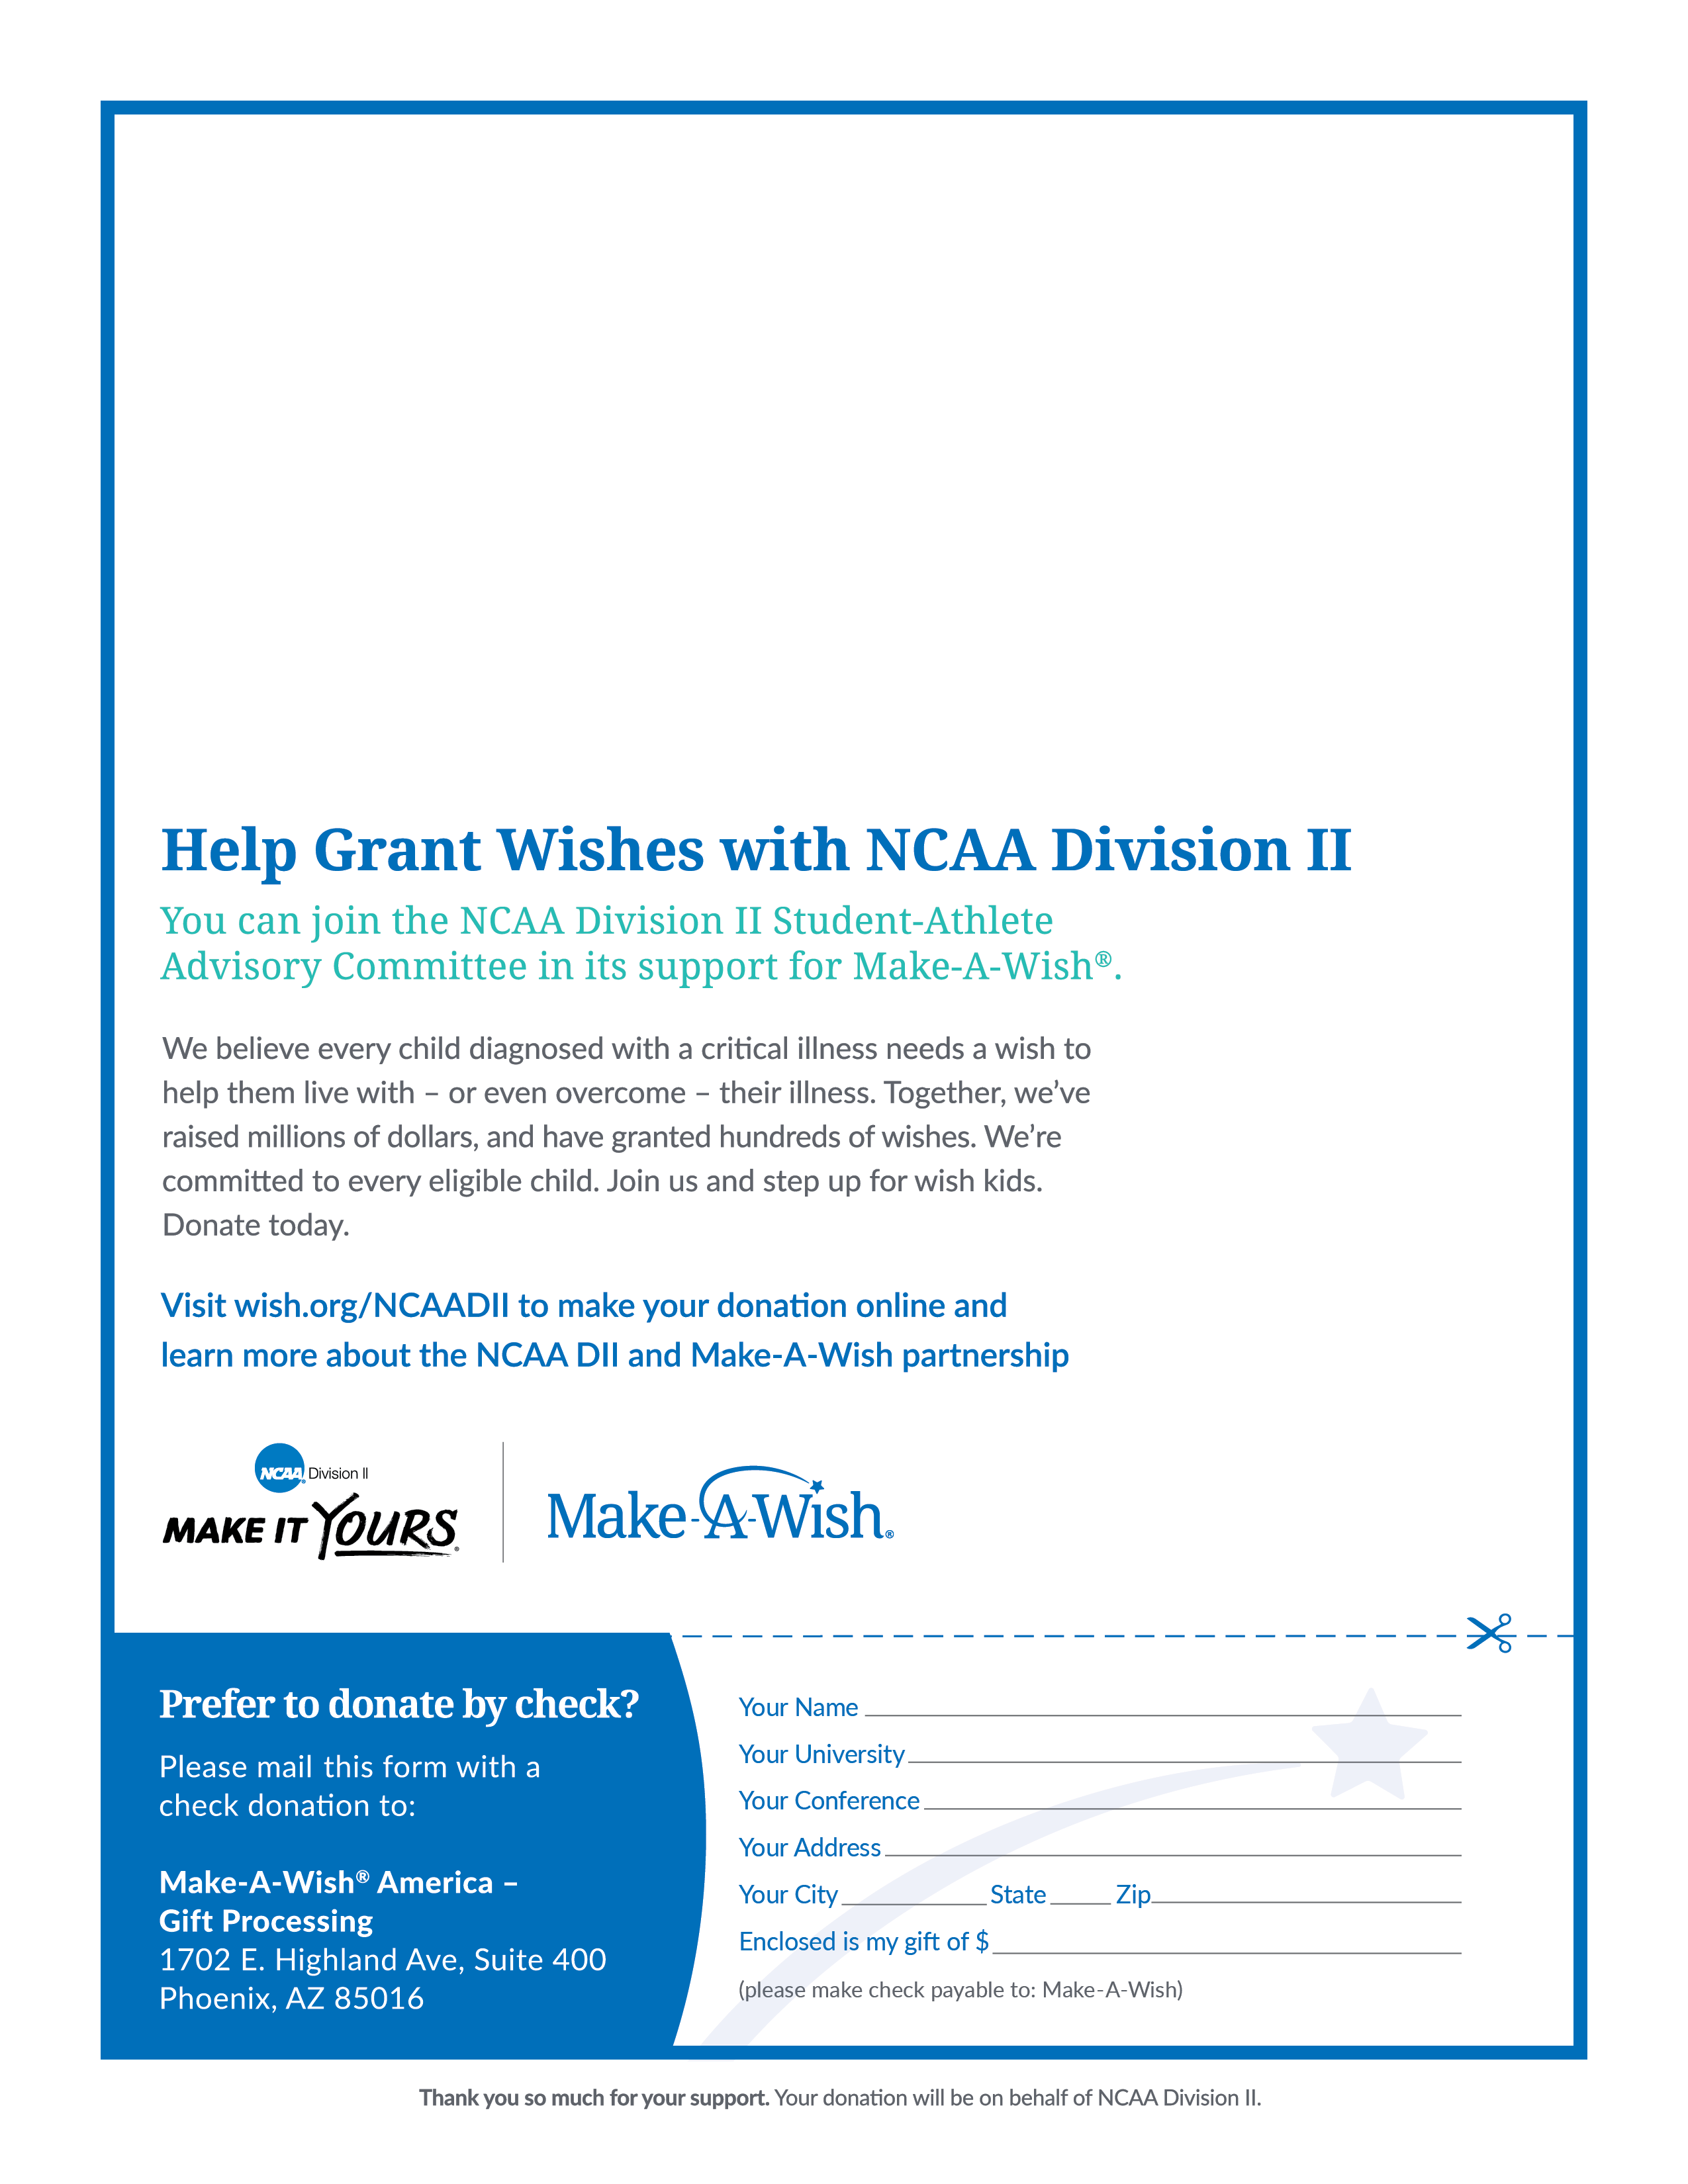 Help Grant Wishes with NCAA Division II
You can join the NCAA Division II Student-Athlete
Advisory Committee in its support for Make-A-Wish®.
We believe every child diagnosed with a critical illness needs a wish to
help them live with – or even overcome – their illness. Together, we’ve
raised millions of dollars, and have granted hundreds of wishes. We’re
committed to every eligible child. Join us and step up for wish kids.
Donate today.
Visit wish.org/NCAADII to make your donation online and
learn more about the NCAA DII and Make-A-Wish partnership
NCAA Division II
MAKE IT YOURS®
Make-A-Wish®
Prefer to donate by check?
Please mail this form with a
check donation to:
Make-A-Wish® America –
Gift Processing
1702 E. Highland Ave, Suite 400
Phoenix, AZ 85016
Your Name
Your University
Your Conference
Your Address
Your City State Zip
Enclosed is my gift of $
(please make check payable to: Make-A-Wish)
Thank you so much for your support. Your donation will be on behalf of NCAA Division II.